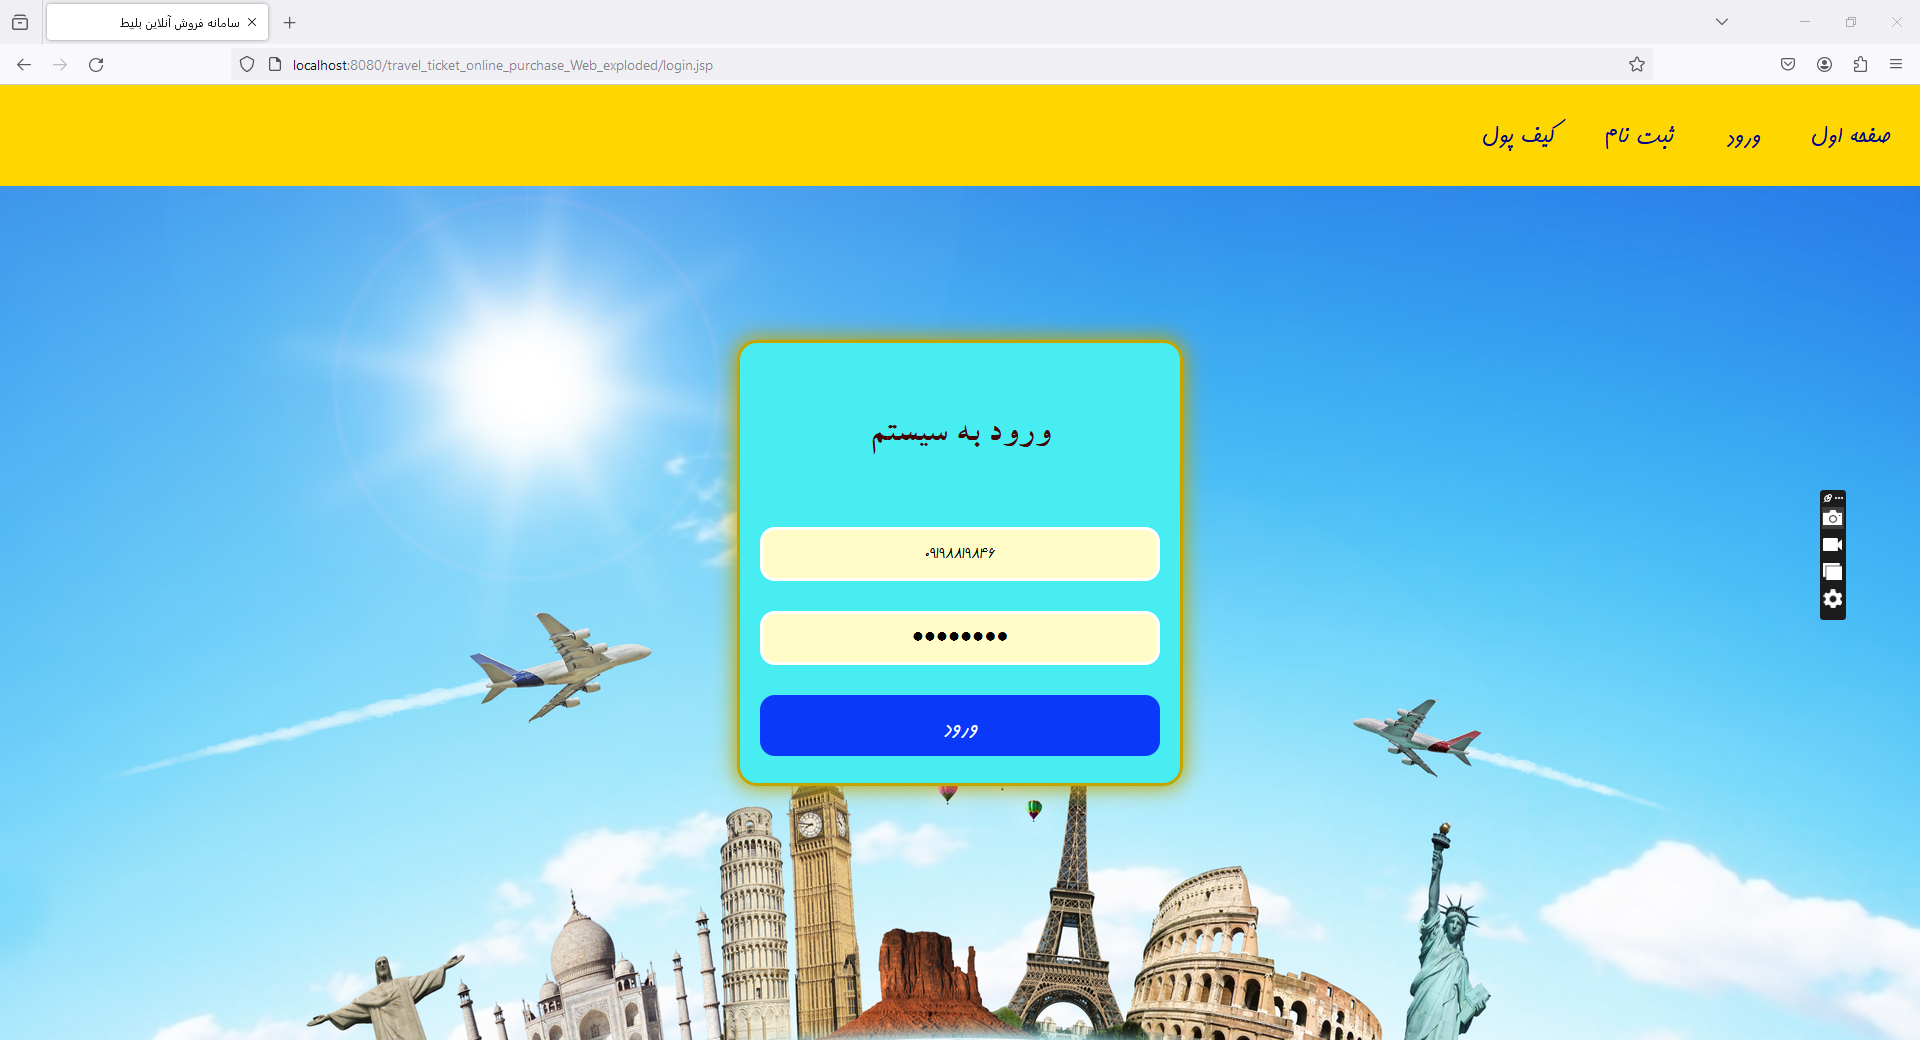 سامانه فروش آنلاین بلیط
localhost:8080/travel_ticket_online_purchase_Web_exploded/login.jsp
صفحه اول ورود ثبت نام کیف پول
ورود به سیستم
۰۹۱۹۸۸۱۹۸۴۶
ورود